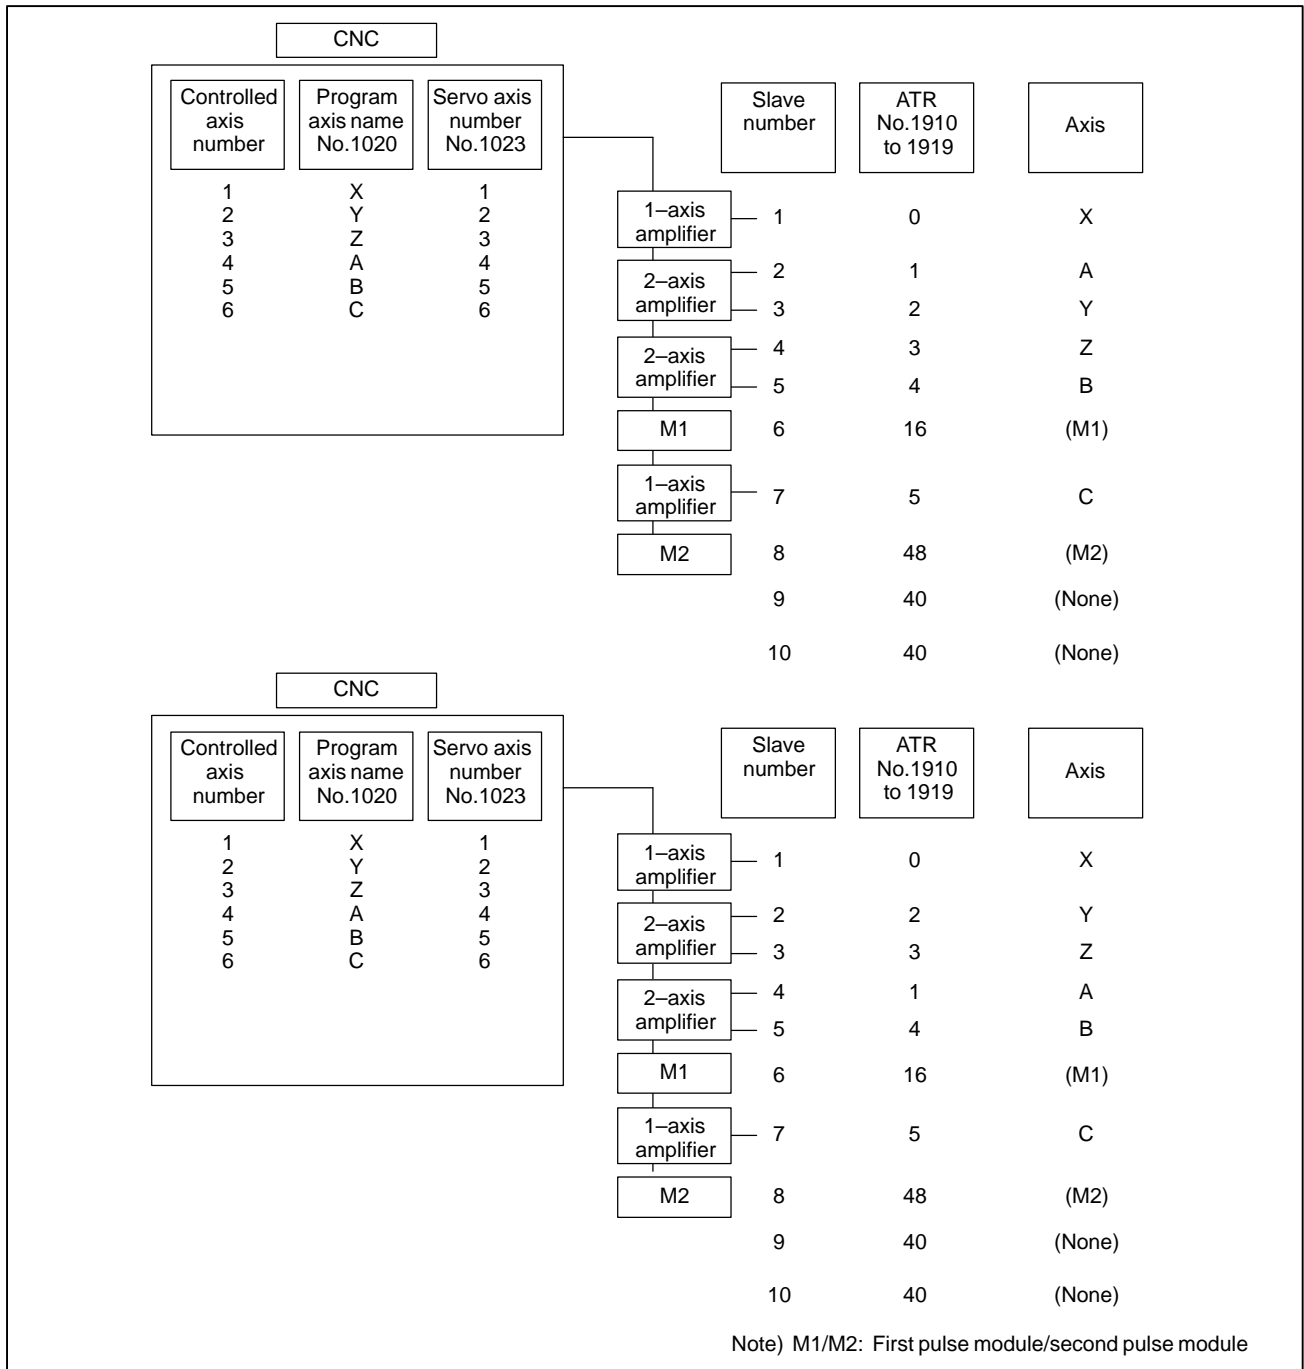 CNC
Controlled axis number
Program axis name No.1020
Servo axis number No.1023
1 X 1
2 Y 2
3 Z 3
4 A 4
5 B 5
6 C 6
Slave number
ATR No.1910 to 1919
Axis
1–axis amplifier 1 0 X
2–axis amplifier
2 1 A
3 2 Y
2–axis amplifier
4 3 Z
5 4 B
M1 6 16 (M1)
1–axis amplifier 7 5 C
M2 8 48 (M2)
9 40 (None)
10 40 (None)
CNC
Controlled axis number
Program axis name No.1020
Servo axis number No.1023
1 X 1
2 Y 2
3 Z 3
4 A 4
5 B 5
6 C 6
Slave number
ATR No.1910 to 1919
Axis
1–axis amplifier 1 0 X
2–axis amplifier
2 2 Y
3 3 Z
2–axis amplifier
4 1 A
5 4 B
M1 6 16 (M1)
1–axis amplifier 7 5 C
M2 8 48 (M2)
9 40 (None)
10 40 (None)
Note) M1/M2: First pulse module/second pulse module